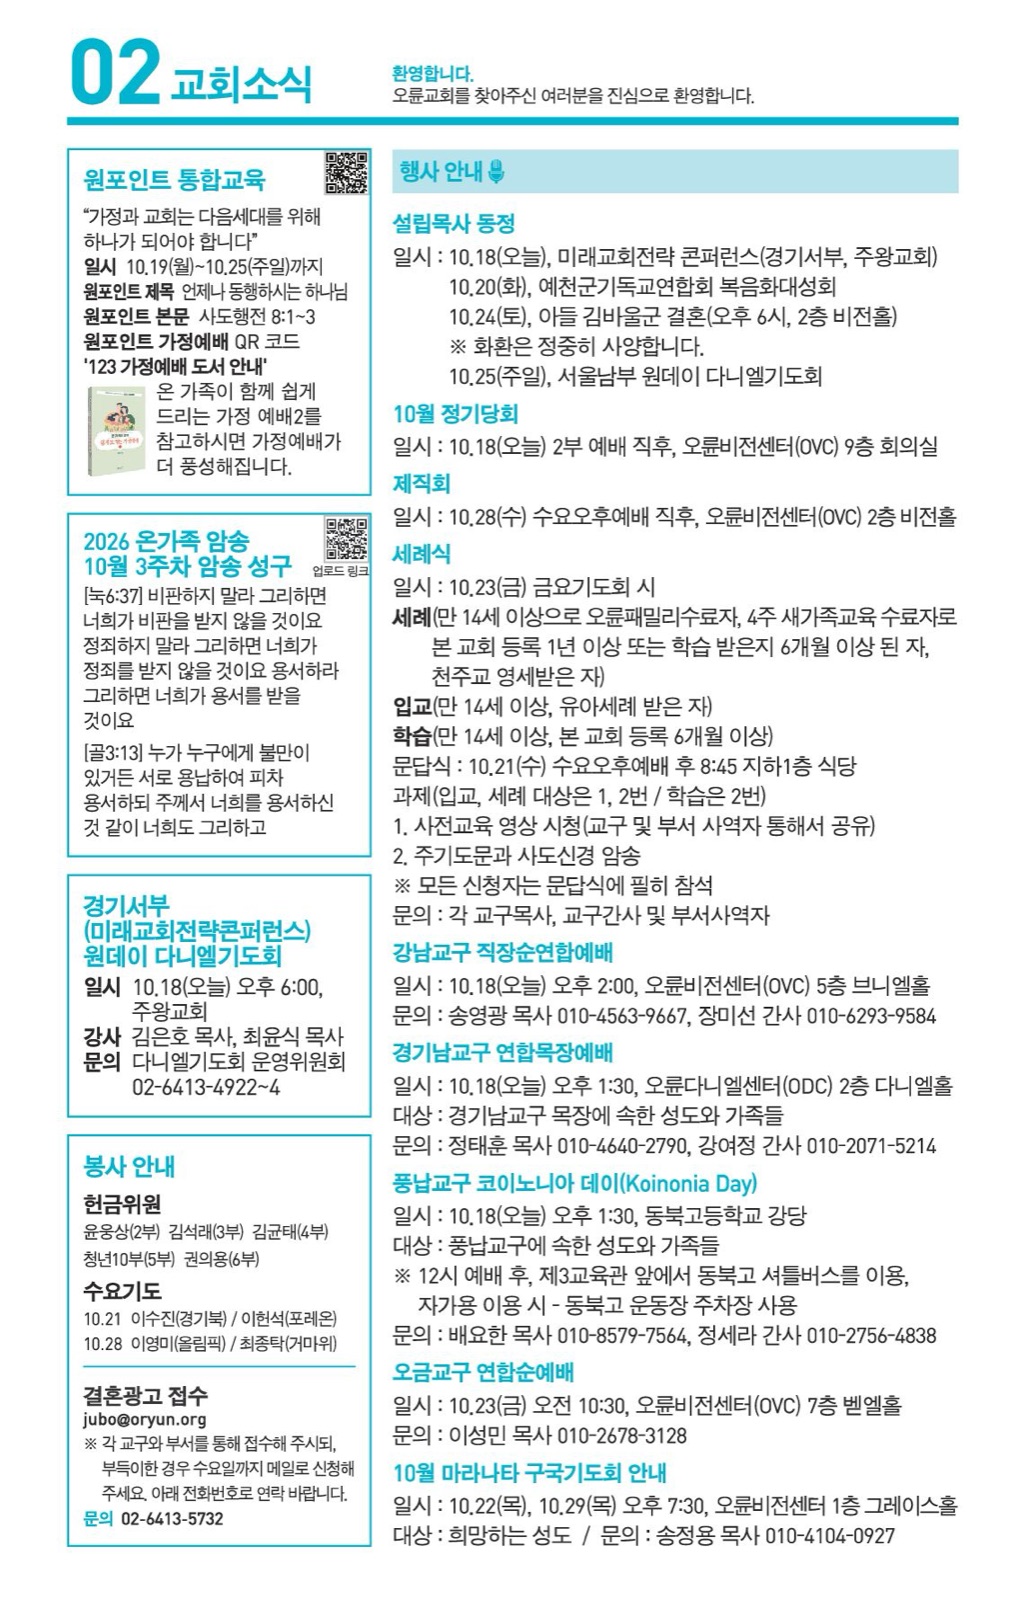 02 교회소식
환영합니다.
오륜교회를 찾아주신 여러분을 진심으로 환영합니다.
원포인트 통합교육
“가정과 교회는 다음세대를 위해
하나가 되어야 합니다”
일시 10.19(월)~10.25(주일)까지
원포인트 제목 언제나 동행하시는 하나님
원포인트 본문 사도행전 8:1~3
원포인트 가정예배 QR 코드
'123 가정예배 도서 안내'
온 가족이 함께 쉽게
드리는 가정 예배2를
참고하시면 가정예배가
더 풍성해집니다.
2026 온가족 암송
10월 3주차 암송 성구
업로드 링크
[눅6:37] 비판하지 말라 그리하면
너희가 비판을 받지 않을 것이요
정죄하지 말라 그리하면 너희가
정죄를 받지 않을 것이요 용서하라
그리하면 너희가 용서를 받을
것이요
[골3:13] 누가 누구에게 불만이
있거든 서로 용납하여 피차
용서하되 주께서 너희를 용서하신
것 같이 너희도 그리하고
경기서부
(미래교회전략콘퍼런스)
원데이 다니엘기도회
일시 10.18(오늘) 오후 6:00,
주왕교회
강사 김은호 목사, 최윤식 목사
문의 다니엘기도회 운영위원회
02-6413-4922~4
봉사 안내
헌금위원
윤웅상(2부) 김석래(3부) 김균태(4부)
청년10부(5부) 권의용(6부)
수요기도
10.21 이수진(경기북) / 이헌석(포레온)
10.28 이영미(올림픽) / 최종탁(거마위)
결혼광고 접수
jubo@oryun.org
※ 각 교구와 부서를 통해 접수해 주시되,
부득이한 경우 수요일까지 메일로 신청해
주세요. 아래 전화번호로 연락 바랍니다.
문의 02-6413-5732
행사 안내
설립목사 동정
일시 : 10.18(오늘), 미래교회전략 콘퍼런스(경기서부, 주왕교회)
10.20(화), 예천군기독교연합회 복음화대성회
10.24(토), 아들 김바울군 결혼(오후 6시, 2층 비전홀)
※ 화환은 정중히 사양합니다.
10.25(주일), 서울남부 원데이 다니엘기도회
10월 정기당회
일시 : 10.18(오늘) 2부 예배 직후, 오륜비전센터(OVC) 9층 회의실
제직회
일시 : 10.28(수) 수요오후예배 직후, 오륜비전센터(OVC) 2층 비전홀
세례식
일시 : 10.23(금) 금요기도회 시
세례(만 14세 이상으로 오륜패밀리수료자, 4주 새가족교육 수료자로
본 교회 등록 1년 이상 또는 학습 받은지 6개월 이상 된 자,
천주교 영세받은 자)
입교(만 14세 이상, 유아세례 받은 자)
학습(만 14세 이상, 본 교회 등록 6개월 이상)
문답식 : 10.21(수) 수요오후예배 후 8:45 지하1층 식당
과제(입교, 세례 대상은 1, 2번 / 학습은 2번)
1. 사전교육 영상 시청(교구 및 부서 사역자 통해서 공유)
2. 주기도문과 사도신경 암송
※ 모든 신청자는 문답식에 필히 참석
문의 : 각 교구목사, 교구간사 및 부서사역자
강남교구 직장순연합예배
일시 : 10.18(오늘) 오후 2:00, 오륜비전센터(OVC) 5층 브니엘홀
문의 : 송영광 목사 010-4563-9667, 장미선 간사 010-6293-9584
경기남교구 연합목장예배
일시 : 10.18(오늘) 오후 1:30, 오륜다니엘센터(ODC) 2층 다니엘홀
대상 : 경기남교구 목장에 속한 성도와 가족들
문의 : 정태훈 목사 010-4640-2790, 강여정 간사 010-2071-5214
풍납교구 코이노니아 데이(Koinonia Day)
일시 : 10.18(오늘) 오후 1:30, 동북고등학교 강당
대상 : 풍납교구에 속한 성도와 가족들
※ 12시 예배 후, 제3교육관 앞에서 동북고 셔틀버스를 이용,
자가용 이용 시 - 동북고 운동장 주차장 사용
문의 : 배요한 목사 010-8579-7564, 정세라 간사 010-2756-4838
오금교구 연합순예배
일시 : 10.23(금) 오전 10:30, 오륜비전센터(OVC) 7층 벧엘홀
문의 : 이성민 목사 010-2678-3128
10월 마라나타 구국기도회 안내
일시 : 10.22(목), 10.29(목) 오후 7:30, 오륜비전센터 1층 그레이스홀
대상 : 희망하는 성도 / 문의 : 송정용 목사 010-4104-0927